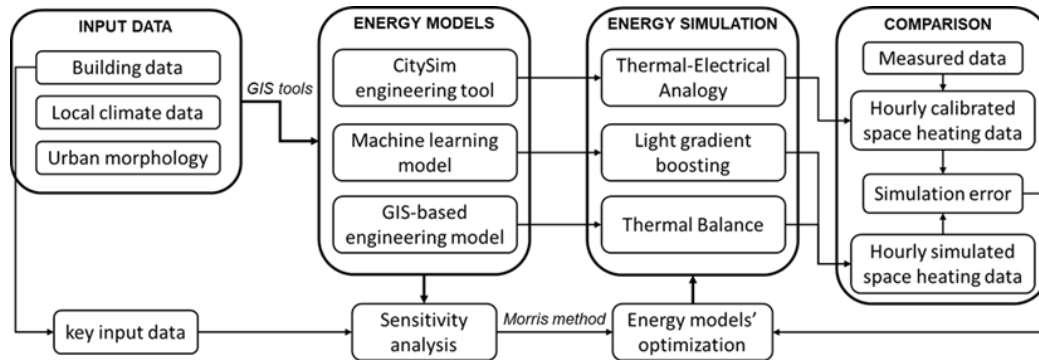 INPUT DATA
Building data
Local climate data
Urban morphology
GIS tools
ENERGY MODELS
CitySim
engineering tool
Machine learning
model
GIS-based
engineering model
ENERGY SIMULATION
Thermal-Electrical
Analogy
Light gradient
boosting
Thermal Balance
COMPARISON
Measured data
Hourly calibrated
space heating data
Simulation error
Hourly simulated
space heating data
key input data
Sensitivity
analysis
Morris method
Energy models'
optimization